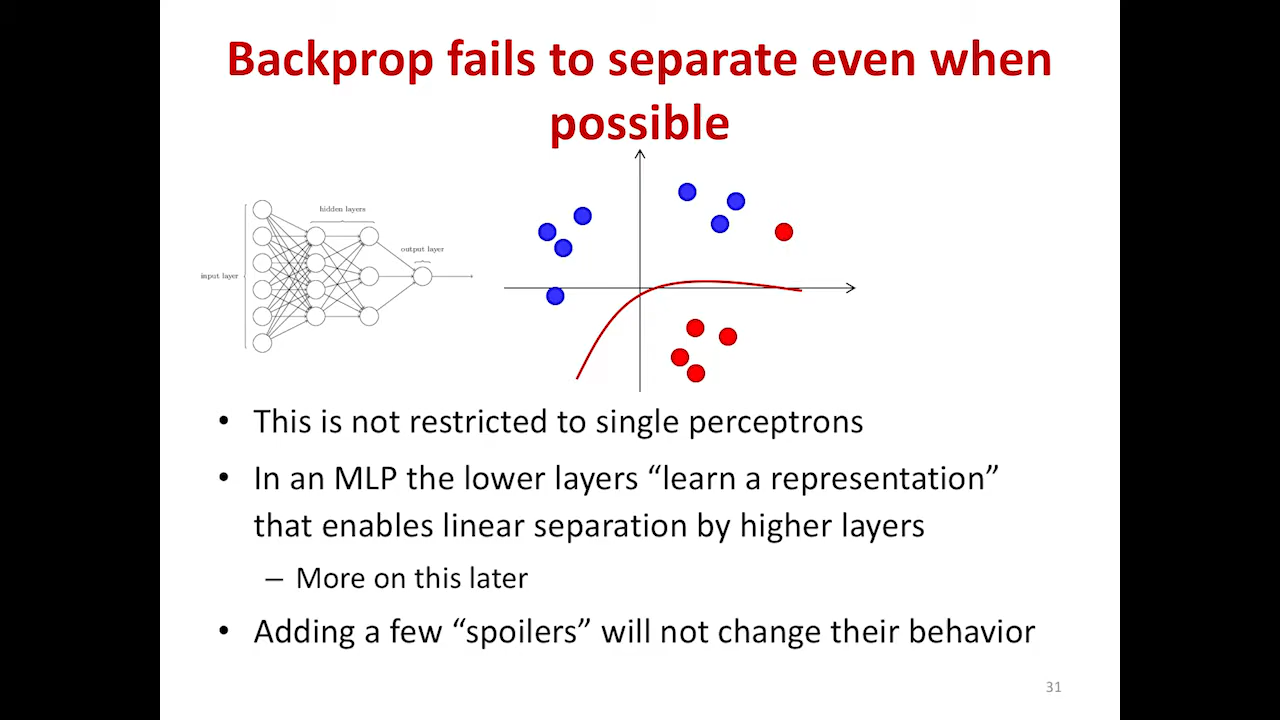 Backprop fails to separate even when
possible
hidden layers
output layer
input layer
• This is not restricted to single perceptrons
• In an MLP the lower layers “learn a representation”
that enables linear separation by higher layers
– More on this later
• Adding a few “spoilers” will not change their behavior
31